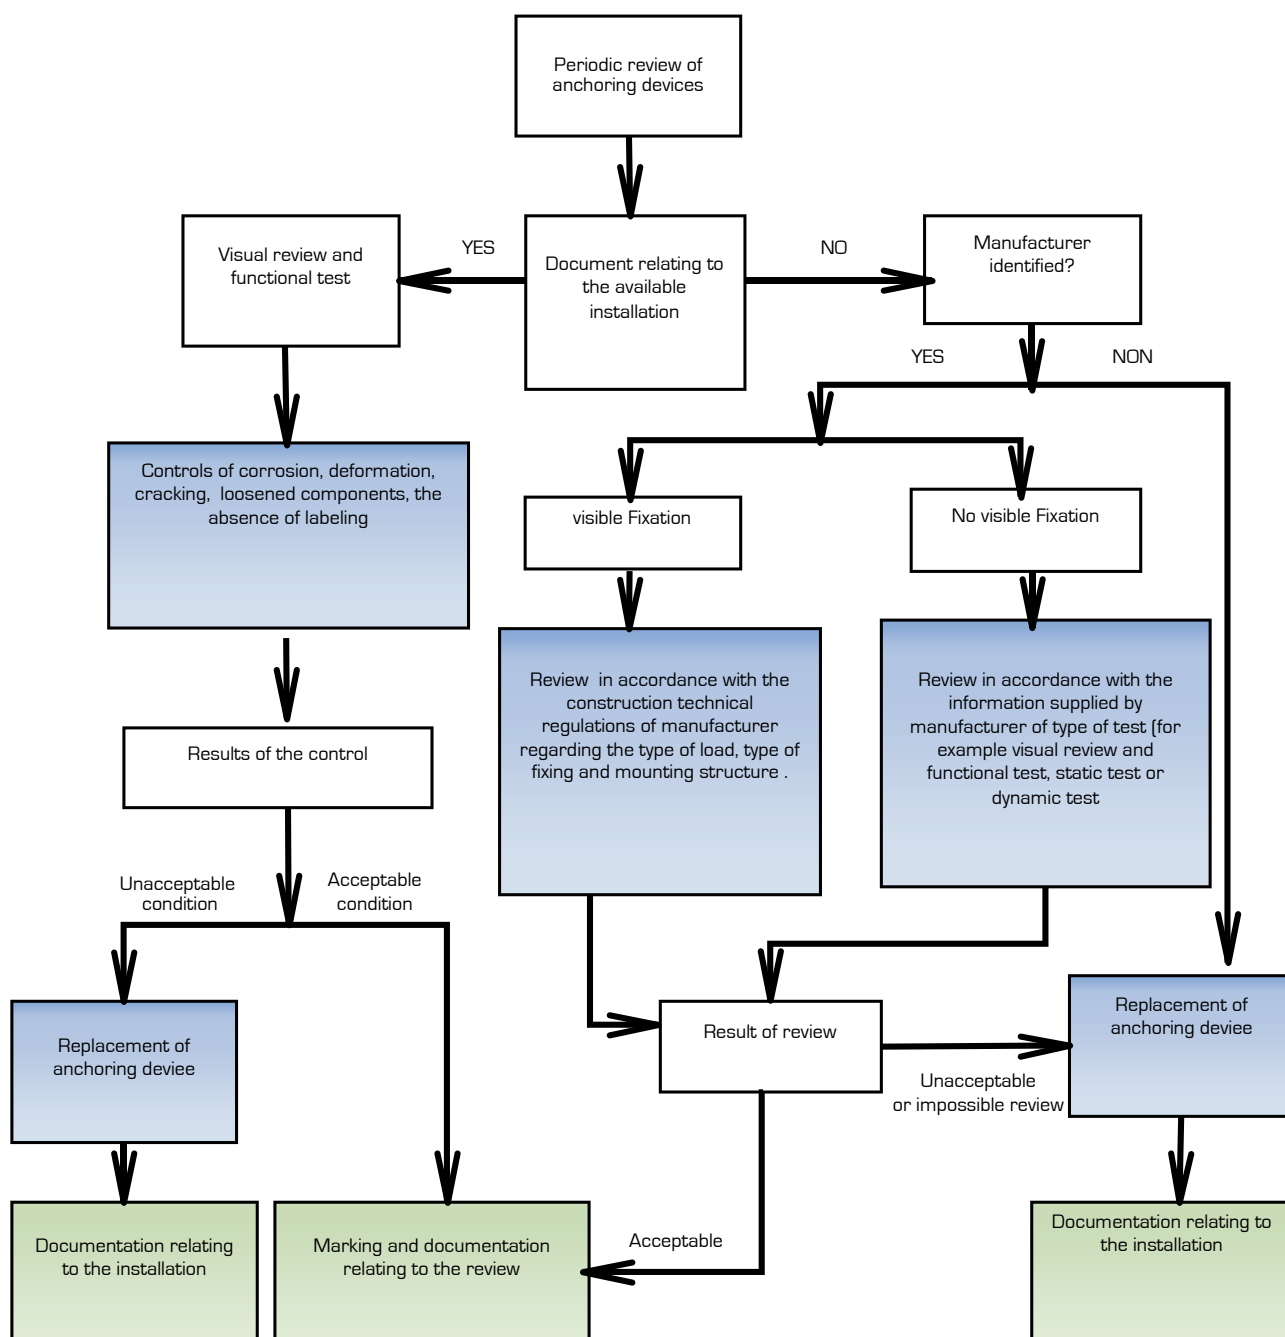 Periodic review of
anchoring devices
Visual review and
functional test
YES
Document relating to
the available
installation
NO
Manufacturer
identified?
YES
NON
Controls of corrosion, deformation,
cracking, loosened components, the
absence of labeling
visible Fixation
No visible Fixation
Review in accordance with the
construction technical
regulations of manufacturer
regarding the type of load, type of
fixing and mounting structure .
Review in accordance with the
information supplied by
manufacturer of type of test (for
example visual review and
functional test, static test or
dynamic test
Results of the control
Unacceptable
condition
Acceptable
condition
Replacement of
anchoring deviee
Result of review
Unacceptable
or impossible review
Replacement of
anchoring deviee
Documentation relating
to the installation
Marking and documentation
relating to the review
Acceptable
Documentation relating to
the installation